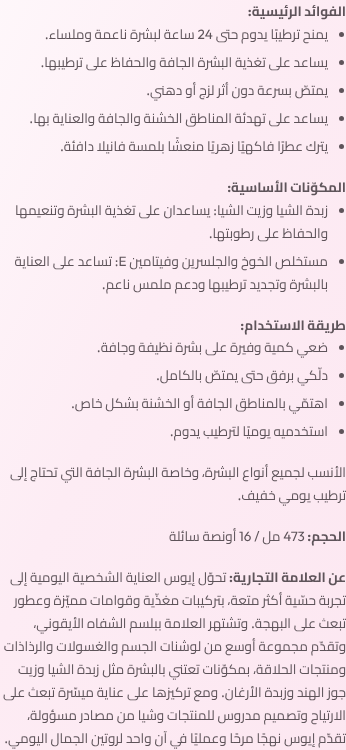 الفوائد الرئيسية:
• يمنح ترطيبًا يدوم حتى 24 ساعة لبشرة ناعمة وملساء.
• يساعد على تغذية البشرة الجافة والحفاظ على ترطيبها.
• يمتصّ بسرعة دون أثر لزج أو دهني.
• يساعد على تهدئة المناطق الخشنة والجافة والعناية بها.
• يترك عطرًا فاكهيًا زهريًا منعشًا بلمسة فانيلا دافئة.
المكوّنات الأساسية:
• زبدة الشيا وزيت الشيا: يساعدان على تغذية البشرة وتنعيمها
والحفاظ على رطوبتها.
• مستخلص الخوخ والجلسرين وفيتامين E: تساعد على العناية
بالبشرة وتجديد ترطيبها ودعم ملمس ناعم.
طريقة الاستخدام:
• ضعي كمية وفيرة على بشرة نظيفة وجافة.
• دلّكي برفق حتى يمتصّ بالكامل.
• اهتمّي بالمناطق الجافة أو الخشنة بشكل خاص.
• استخدميه يوميًا لترطيب يدوم.
الأنسب لجميع أنواع البشرة، وخاصة البشرة الجافة التي تحتاج إلى
ترطيب يومي خفيف.
الحجم: 473 مل / 16 أونصة سائلة
عن العلامة التجارية: تحوّل إيوس العناية الشخصية اليومية إلى
تجربة حسّية أكثر متعة، بتركيبات مغذّية وقوامات مميّزة وعطور
تبعث على البهجة. وتشتهر العلامة ببلسم الشفاه الأيقوني،
وتقدّم مجموعة أوسع من لوشنات الجسم والغسولات والرذاذات
ومنتجات الحلاقة، بمكوّنات تعتني بالبشرة مثل زبدة الشيا وزيت
جوز الهند وزبدة الأرغان. ومع تركيزها على عناية ميسّرة تبعث على
الارتياح وتصميم مدروس للمنتجات وشيا من مصادر مسؤولة،
تقدّم إيوس نهجًا مرحًا وعمليًا في آن واحد لروتين الجمال اليومي.